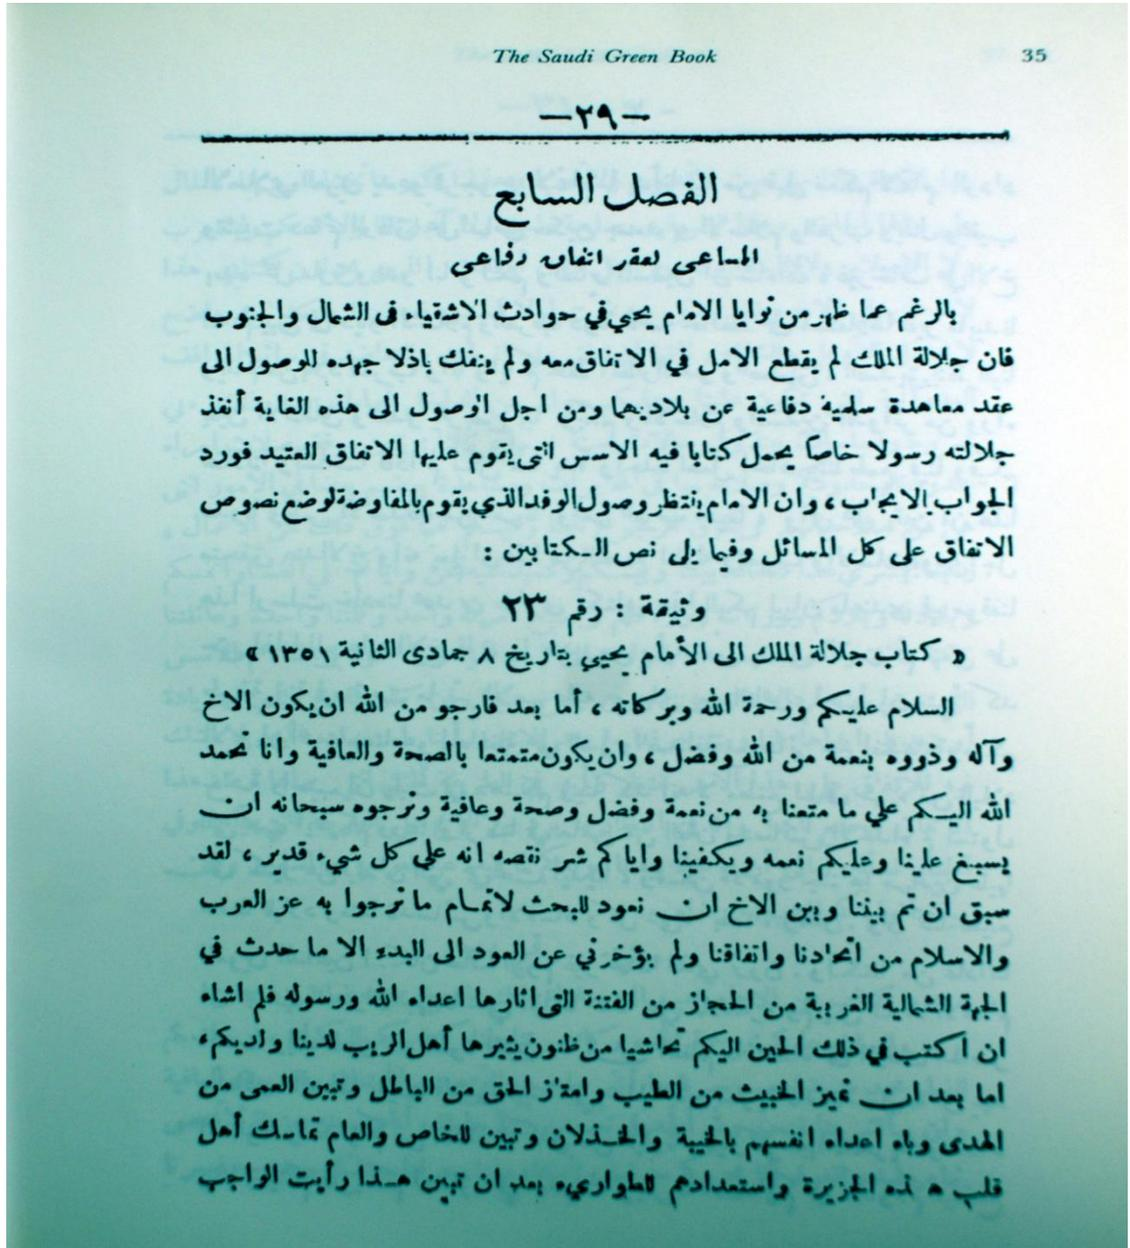 The Saudi Green Book 35
—٢٩—
الفصل السابع
المساعى لعقد اتفاق دفاعى
بالرغم عما ظهر من نوايا الامام يحيي في حوادث الاشقياء فى الشمال والجنوب
فان جلالة الملك لم يقطع الامل في الاتفاق معه ولم ينفك باذلا جهده للوصول الى
عقد معاهدة سلمية دفاعية عن بلاديهما ومن اجل الوصول الى هذه الغاية أنفذ
جلالته رسولا خاصاً يحمل كتابا فيه الاسس التى يقوم عليها الاتفاق العتيد فورد
الجواب بالايجاب ، وان الامام ينتظر وصول الوفد الذي يقوم بالمفاوضة لوضع نصوص
الاتفاق على كل المسائل وفيما يلى نص الكتابين :
وثيقة : رقم ٢٣
« كتاب جلالة الملك الى الأمام يحيي بتاريخ ٨ جمادى الثانية ١٣٥١ »
السلام عليكم ورحمة الله وبركاته ، أما بعد فارجو من الله ان يكون الاخ
وآله وذووه بنعمة من الله وفضل ، وان يكون متمتعا بالصحة والعافية وانا نحمد
الله اليكم علي ما متعنا به من نعمة وفضل وصحة وعافية ونرجوه سبحانه ان
يسبغ علينا وعليكم نعمه ويكفينا واياكم شر نقصه انه على كل شيء قدير ، لقد
سبق ان تم بيننا وبين الاخ ان نعود للبحث لاتمام ما نرجوا به عز العرب
والاسلام من اتحادنا واتفاقنا ولم يؤخرني عن العود الى البدء الا ما حدث في
الجهة الشمالية الغربية من الحجاز من الفتنة التى اثارها اعداء الله ورسوله فلم اشاء
ان اكتب في ذلك الحين اليكم تحاشيا من ظنون يثيرها أهل الريب لدينا ولديكم ،
اما بعد ان تميز الخبيث من الطيب وامتاز الحق من الباطل وتبين العمى من
الهدى وباء اعداء انفسهم بالخيبة والخذلان وتبين للخاص والعام تماسك أهل
قلب هذه الجزيرة واستعدادهم للطواريء بعد ان تبين هذا رأيت الواجب